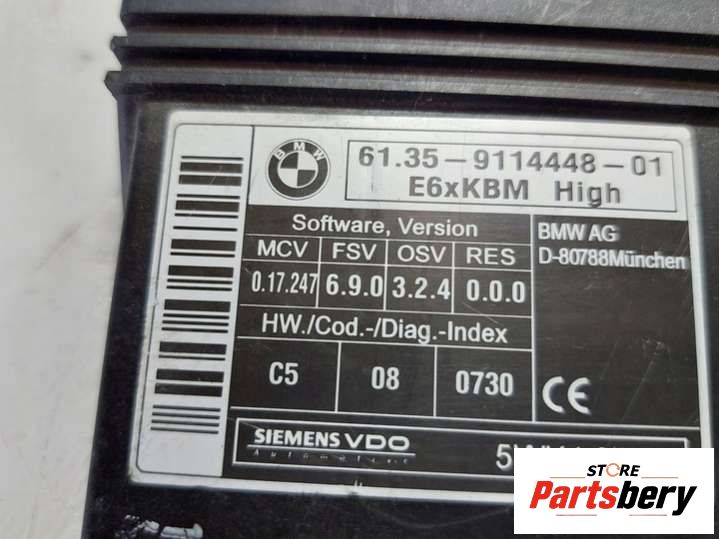 BMW
61.35-9114448-01
E6xKBM High
Software, Version
MCV FSV OSV RES
0.17.247 6.9.0 3.2.4 0.0.0
HW./Cod.-/Diag.-Index
C5 08 0730
BMW AG
D-80788München
CE
SIEMENS VDO
Automotive
STORE
Partsbery